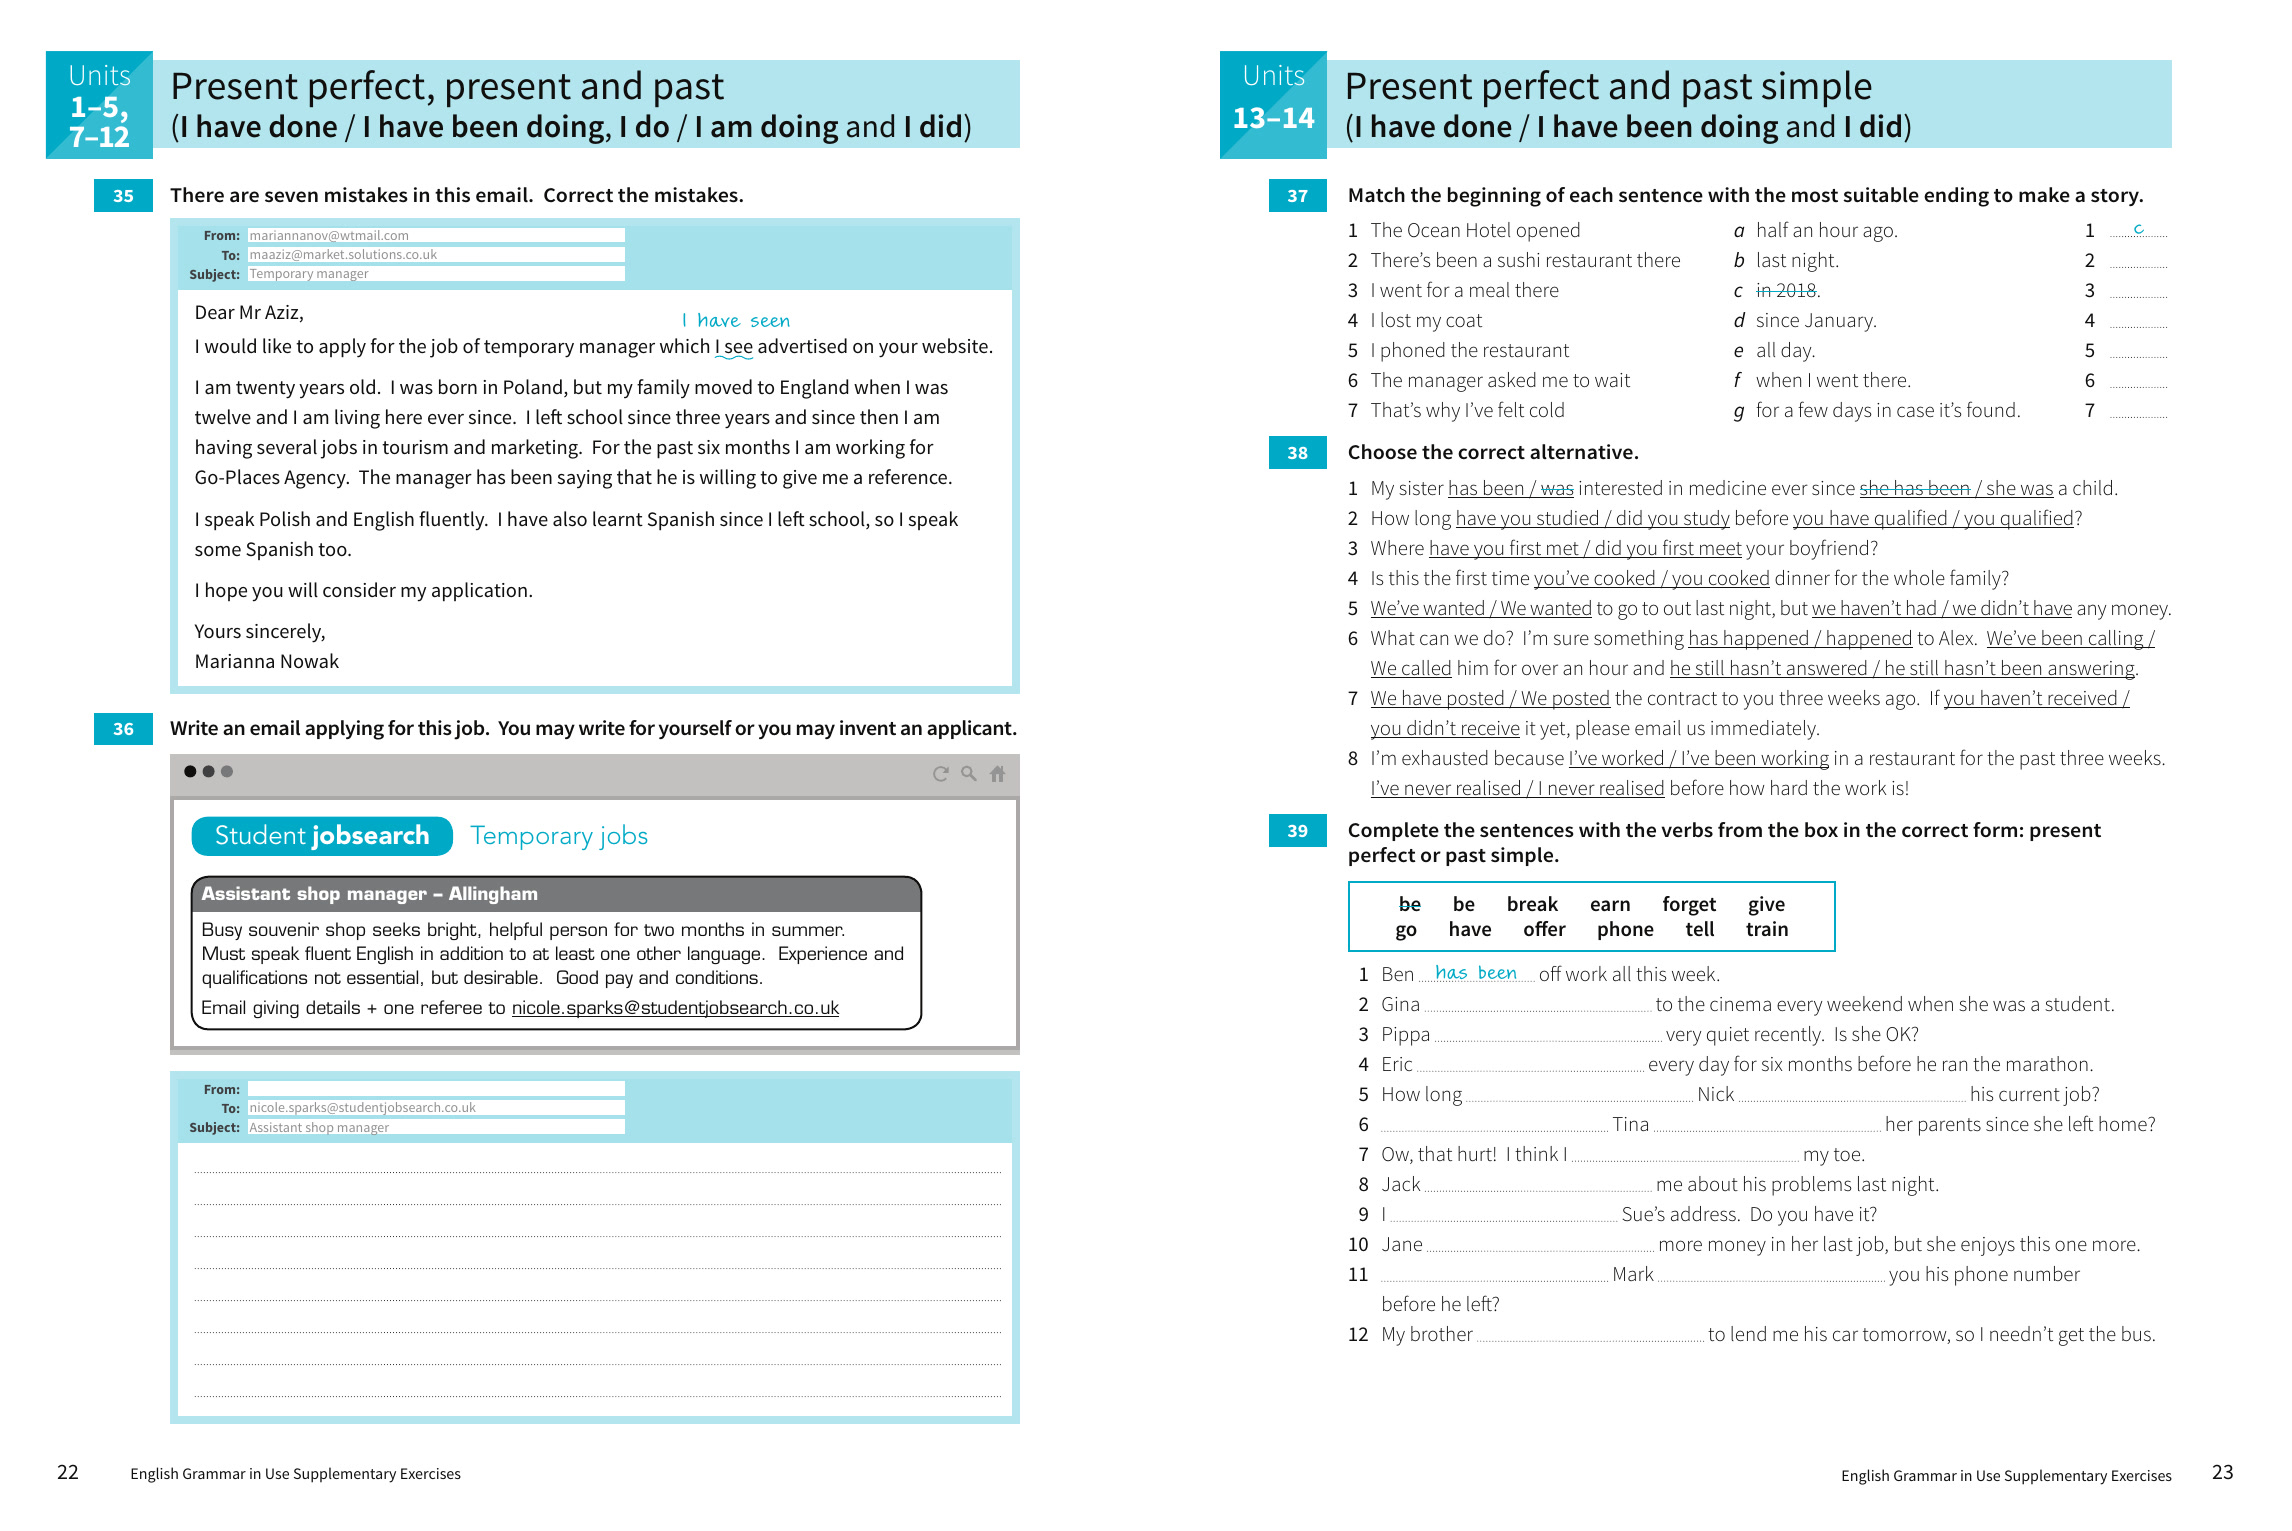 Units
1–5,
7–12
Present perfect, present and past
(I have done / I have been doing, I do / I am doing and I did)
35 There are seven mistakes in this email. Correct the mistakes.
From: mariannanov@wtmail.com
To: maaziz@market.solutions.co.uk
Subject: Temporary manager
Dear Mr Aziz,
I have seen
I would like to apply for the job of temporary manager which I see advertised on your website.
I am twenty years old. I was born in Poland, but my family moved to England when I was
twelve and I am living here ever since. I left school since three years and since then I am
having several jobs in tourism and marketing. For the past six months I am working for
Go-Places Agency. The manager has been saying that he is willing to give me a reference.
I speak Polish and English fluently. I have also learnt Spanish since I left school, so I speak
some Spanish too.
I hope you will consider my application.
Yours sincerely,
Marianna Nowak
36 Write an email applying for this job. You may write for yourself or you may invent an applicant.
Student jobsearch Temporary jobs
Assistant shop manager – Allingham
Busy souvenir shop seeks bright, helpful person for two months in summer.
Must speak fluent English in addition to at least one other language. Experience and
qualifications not essential, but desirable. Good pay and conditions.
Email giving details + one referee to nicole.sparks@studentjobsearch.co.uk
From:
To: nicole.sparks@studentjobsearch.co.uk
Subject: Assistant shop manager
22 English Grammar in Use Supplementary Exercises
Units
13–14
Present perfect and past simple
(I have done / I have been doing and I did)
37 Match the beginning of each sentence with the most suitable ending to make a story.
1 The Ocean Hotel opened a half an hour ago. 1 c
2 There's been a sushi restaurant there b last night. 2
3 I went for a meal there c in 2018. 3
4 I lost my coat d since January. 4
5 I phoned the restaurant e all day. 5
6 The manager asked me to wait f when I went there. 6
7 That's why I've felt cold g for a few days in case it's found. 7
38 Choose the correct alternative.
1 My sister has been / was interested in medicine ever since she has been / she was a child.
2 How long have you studied / did you study before you have qualified / you qualified?
3 Where have you first met / did you first meet your boyfriend?
4 Is this the first time you've cooked / you cooked dinner for the whole family?
5 We've wanted / We wanted to go to out last night, but we haven't had / we didn't have any money.
6 What can we do? I'm sure something has happened / happened to Alex. We've been calling /
We called him for over an hour and he still hasn't answered / he still hasn't been answering.
7 We have posted / We posted the contract to you three weeks ago. If you haven't received /
you didn't receive it yet, please email us immediately.
8 I'm exhausted because I've worked / I've been working in a restaurant for the past three weeks.
I've never realised / I never realised before how hard the work is!
39 Complete the sentences with the verbs from the box in the correct form: present
perfect or past simple.
be be break earn forget give
go have offer phone tell train
1 Ben has been off work all this week.
2 Gina to the cinema every weekend when she was a student.
3 Pippa very quiet recently. Is she OK?
4 Eric every day for six months before he ran the marathon.
5 How long Nick his current job?
6 Tina her parents since she left home?
7 Ow, that hurt! I think I my toe.
8 Jack me about his problems last night.
9 I Sue's address. Do you have it?
10 Jane more money in her last job, but she enjoys this one more.
11 Mark you his phone number
before he left?
12 My brother to lend me his car tomorrow, so I needn't get the bus.
English Grammar in Use Supplementary Exercises 23